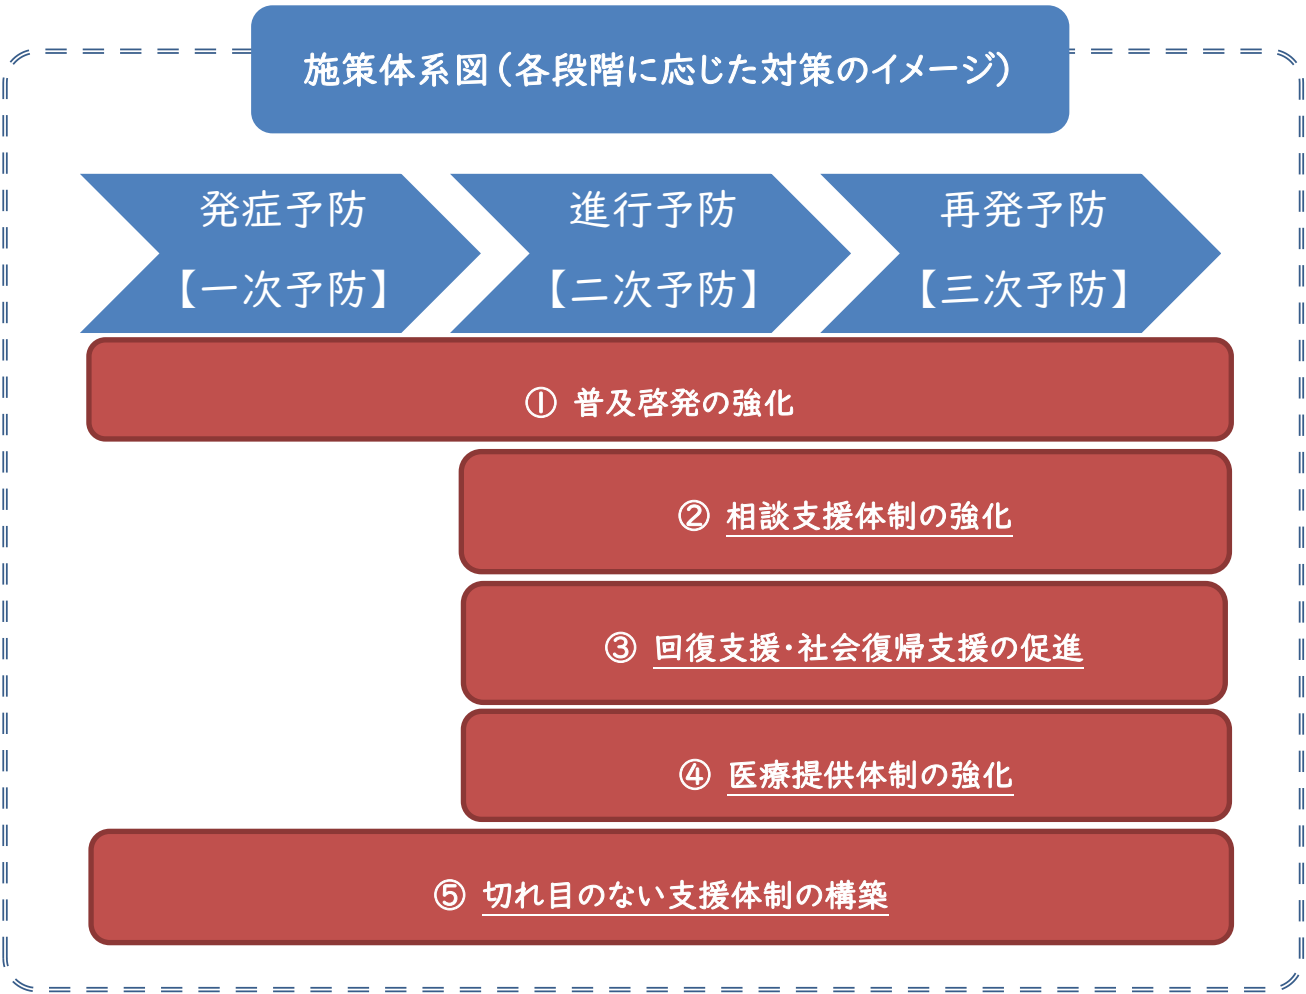 施策体系図（各段階に応じた対策のイメージ）
発症予防
【一次予防】
進行予防
【二次予防】
再発予防
【三次予防】
① 普及啓発の強化
② 相談支援体制の強化
③ 回復支援・社会復帰支援の促進
④ 医療提供体制の強化
⑤ 切れ目のない支援体制の構築